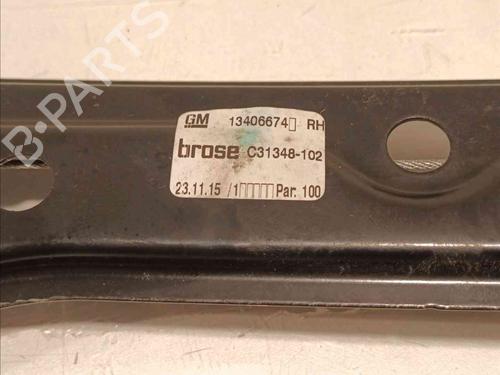 GM 13406674▯ RH
brose C31348-102
23.11.15 /1▯▯▯▯▯ Par. 100
B-Parts